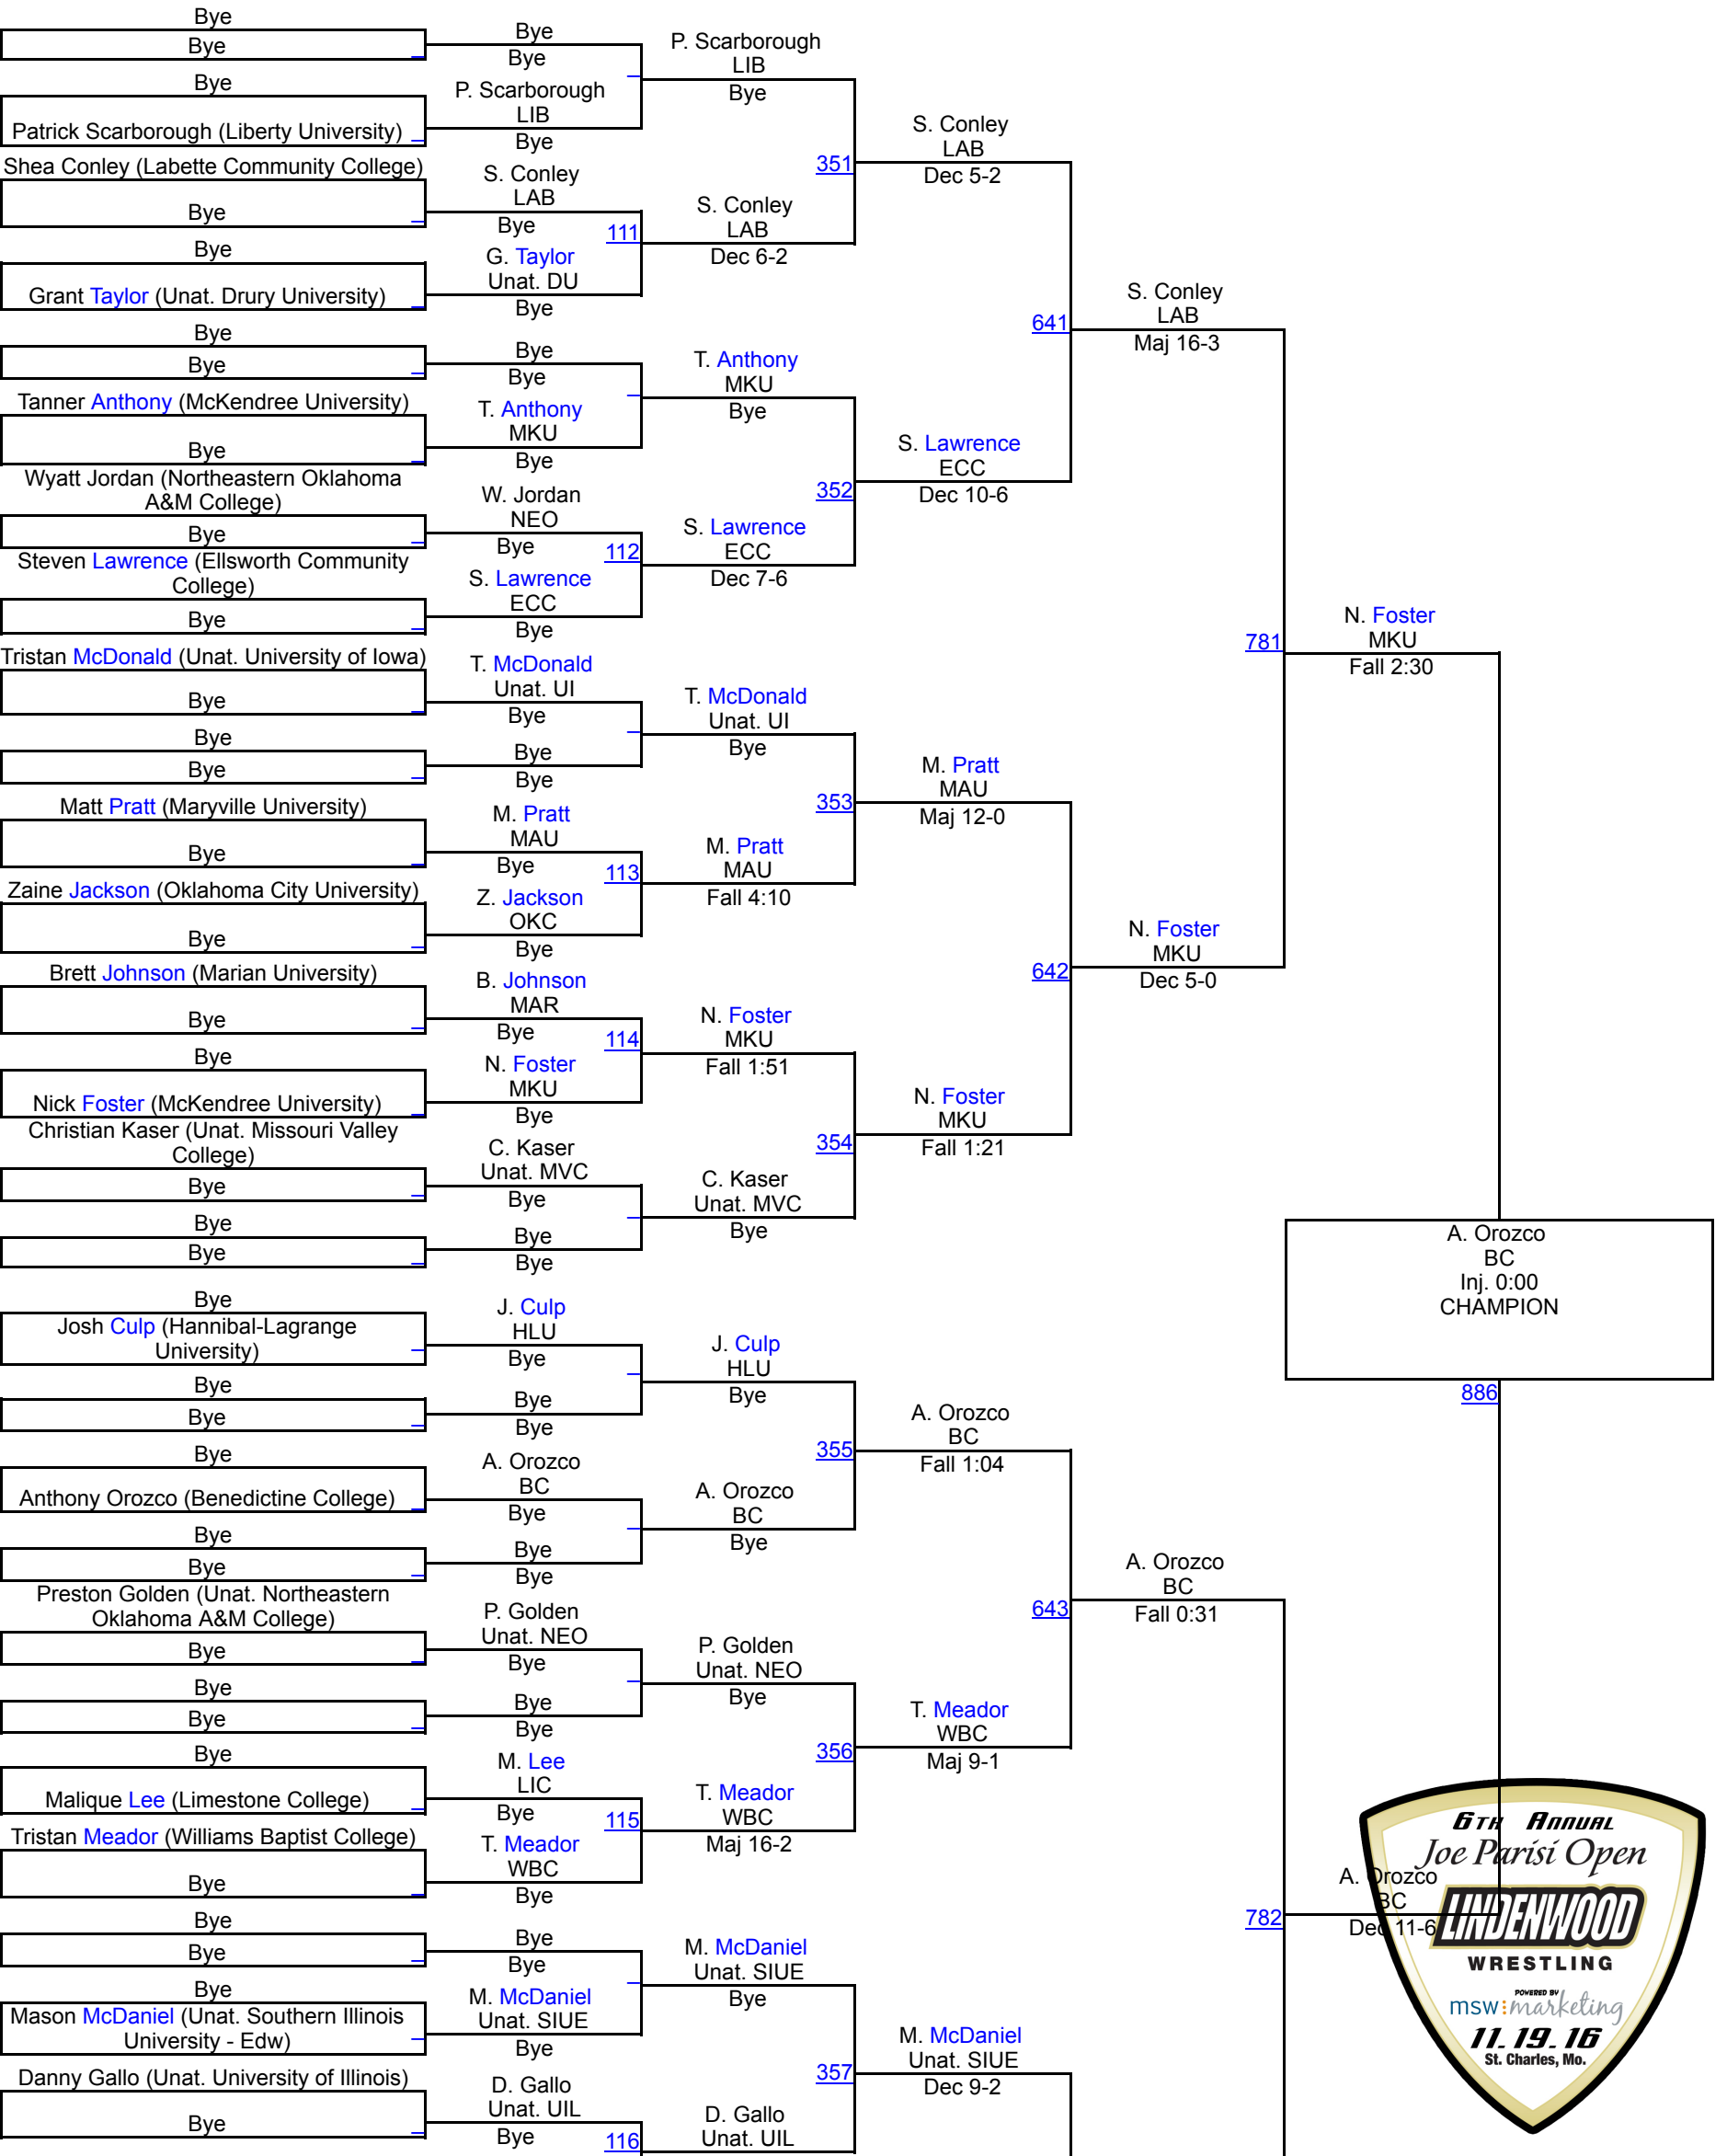 Bye
Bye
Bye
Patrick Scarborough (Liberty University)
Shea Conley (Labette Community College)
Bye
Bye
Grant Taylor (Unat. Drury University)
Bye
Bye
Tanner Anthony (McKendree University)
Bye
Wyatt Jordan (Northeastern Oklahoma
A&M College)
Bye
Steven Lawrence (Ellsworth Community
College)
Bye
Tristan McDonald (Unat. University of Iowa)
Bye
Bye
Bye
Matt Pratt (Maryville University)
Bye
Zaine Jackson (Oklahoma City University)
Bye
Brett Johnson (Marian University)
Bye
Bye
Nick Foster (McKendree University)
Christian Kaser (Unat. Missouri Valley
College)
Bye
Bye
Bye
Bye
Josh Culp (Hannibal-Lagrange
University)
Bye
Bye
Bye
Anthony Orozco (Benedictine College)
Bye
Bye
Preston Golden (Unat. Northeastern
Oklahoma A&M College)
Bye
Bye
Bye
Bye
Malique Lee (Limestone College)
Tristan Meador (Williams Baptist College)
Bye
Bye
Bye
Bye
Mason McDaniel (Unat. Southern Illinois
University - Edw)
Danny Gallo (Unat. University of Illinois)
Bye
Bye
Bye
P. Scarborough
LIB
Bye
S. Conley
LAB
Bye
111
G. Taylor
Unat. DU
Bye
Bye
Bye
T. Anthony
MKU
Bye
W. Jordan
NEO
Bye
112
S. Lawrence
ECC
Bye
T. McDonald
Unat. UI
Bye
Bye
Bye
M. Pratt
MAU
Bye
113
Z. Jackson
OKC
Bye
B. Johnson
MAR
Bye
114
N. Foster
MKU
Bye
C. Kaser
Unat. MVC
Bye
Bye
Bye
J. Culp
HLU
Bye
Bye
Bye
A. Orozco
BC
Bye
Bye
Bye
P. Golden
Unat. NEO
Bye
Bye
Bye
M. Lee
LIC
Bye
115
T. Meador
WBC
Bye
Bye
Bye
M. McDaniel
Unat. SIUE
Bye
D. Gallo
Unat. UIL
Bye
116
P. Scarborough
LIB
Bye
351
S. Conley
LAB
Dec 6-2
T. Anthony
MKU
Bye
352
S. Lawrence
ECC
Dec 7-6
T. McDonald
Unat. UI
Bye
353
M. Pratt
MAU
Fall 4:10
N. Foster
MKU
Fall 1:51
354
C. Kaser
Unat. MVC
Bye
J. Culp
HLU
Bye
355
A. Orozco
BC
Bye
P. Golden
Unat. NEO
Bye
356
T. Meador
WBC
Maj 16-2
M. McDaniel
Unat. SIUE
Bye
357
D. Gallo
Unat. UIL
S. Conley
LAB
Dec 5-2
641
S. Lawrence
ECC
Dec 10-6
M. Pratt
MAU
Maj 12-0
642
N. Foster
MKU
Fall 1:21
A. Orozco
BC
Fall 1:04
643
T. Meador
WBC
Maj 9-1
M. McDaniel
Unat. SIUE
Dec 9-2
S. Conley
LAB
Maj 16-3
781
N. Foster
MKU
Dec 5-0
A. Orozco
BC
Fall 0:31
782
N. Foster
MKU
Fall 2:30
A. Orozco
BC
Inj. 0:00
CHAMPION
886
A. Orozco
BC
Dec 11-6
6TH ANNUAL
Joe Parisi Open
LINDENWOOD
WRESTLING
POWERED BY
msw marketing
11.19.16
St. Charles, Mo.